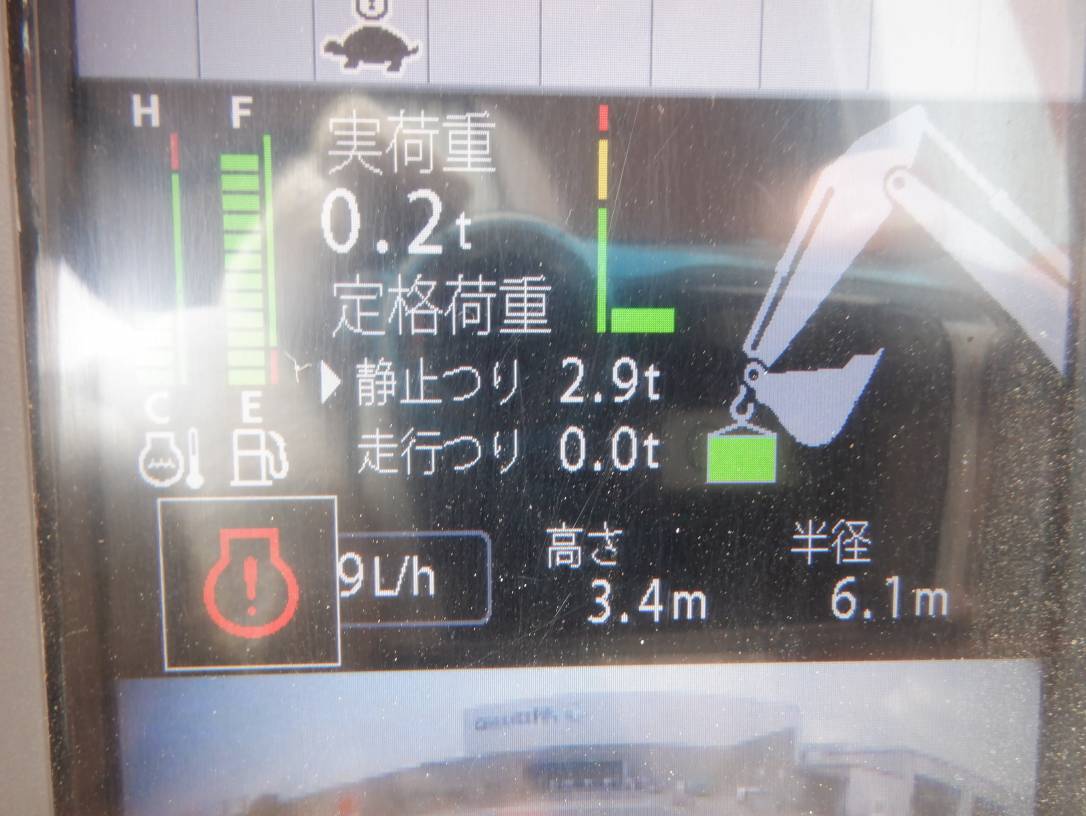 H F
実荷重
0.2t
定格荷重
静止つり 2.9t
走行つり 0.0t
C E
9L/h
高さ 半径
3.4m 6.1m